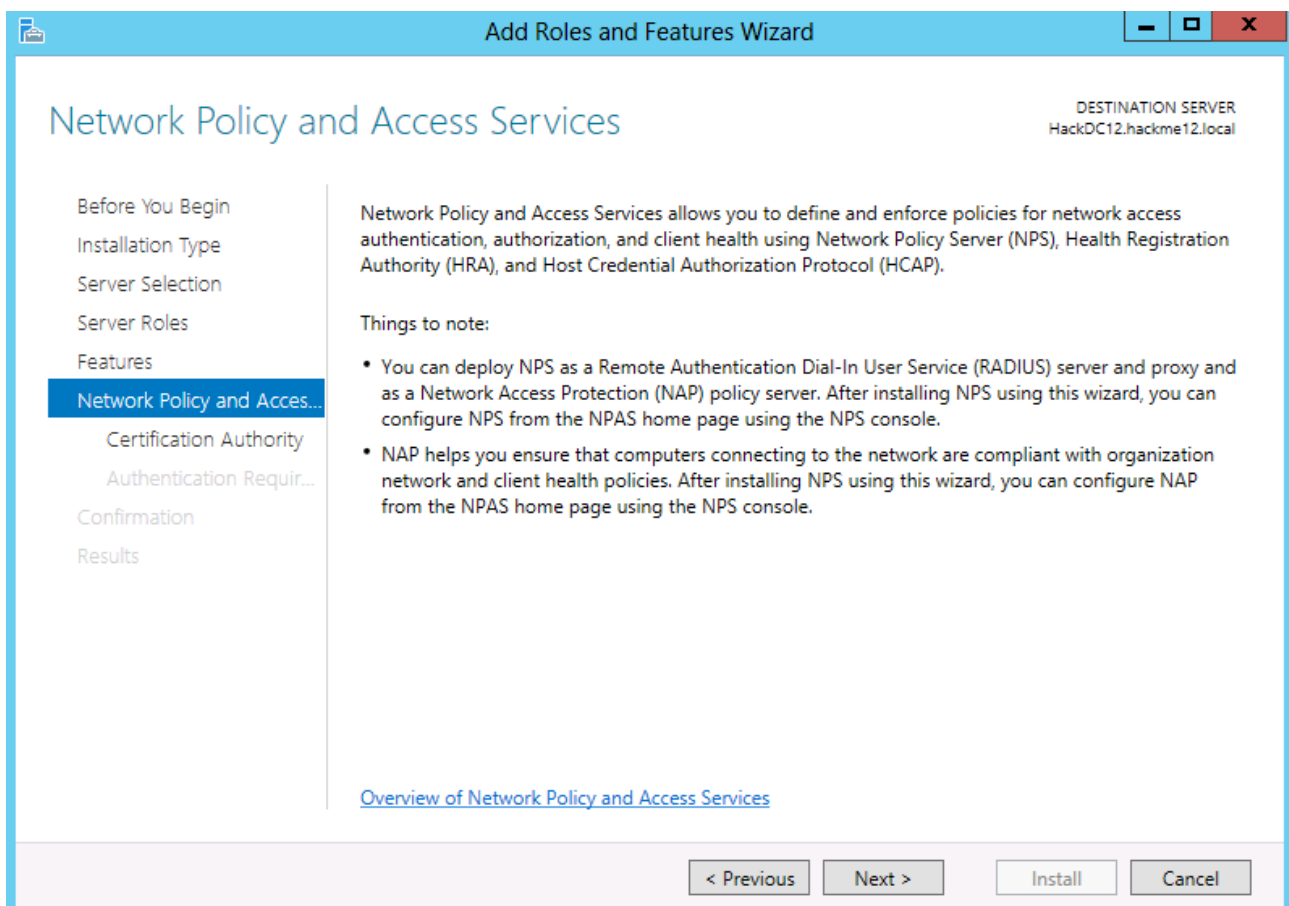 Add Roles and Features Wizard
Network Policy and Access Services
DESTINATION SERVER
HackDC12.hackme12.local
Before You Begin
Installation Type
Server Selection
Server Roles
Features
Network Policy and Acces...
Certification Authority
Authentication Requir...
Confirmation
Results
Network Policy and Access Services allows you to define and enforce policies for network access
authentication, authorization, and client health using Network Policy Server (NPS), Health Registration
Authority (HRA), and Host Credential Authorization Protocol (HCAP).
Things to note:
• You can deploy NPS as a Remote Authentication Dial-In User Service (RADIUS) server and proxy and
as a Network Access Protection (NAP) policy server. After installing NPS using this wizard, you can
configure NPS from the NPAS home page using the NPS console.
• NAP helps you ensure that computers connecting to the network are compliant with organization
network and client health policies. After installing NPS using this wizard, you can configure NAP
from the NPAS home page using the NPS console.
Overview of Network Policy and Access Services
< Previous
Next >
Install
Cancel